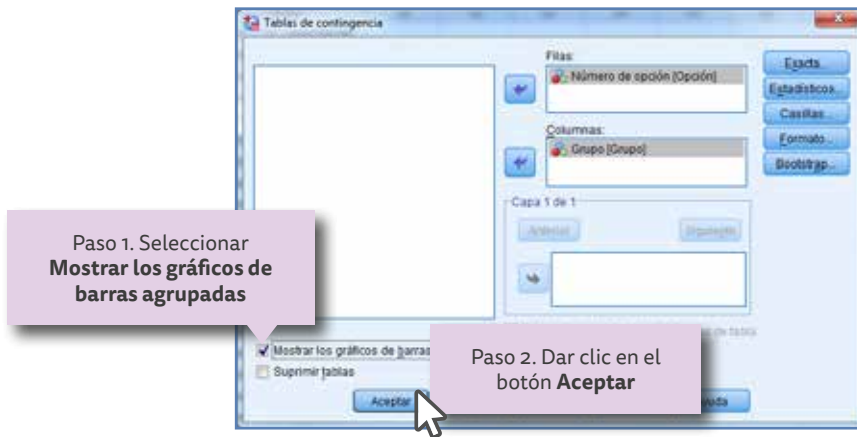 Tablas de contingencia
Filas:
Número de opción [Opción]
Columnas:
Grupo [Grupo]
Capa 1 de 1
Anterior
Siguiente
Exacta...
Estadísticos...
Casillas...
Formato...
Bootstrap...
Paso 1. Seleccionar
Mostrar los gráficos de
barras agrupadas
Mostrar los gráficos de barras
Suprimir tablas
Aceptar
Paso 2. Dar clic en el
botón Aceptar
de tabla